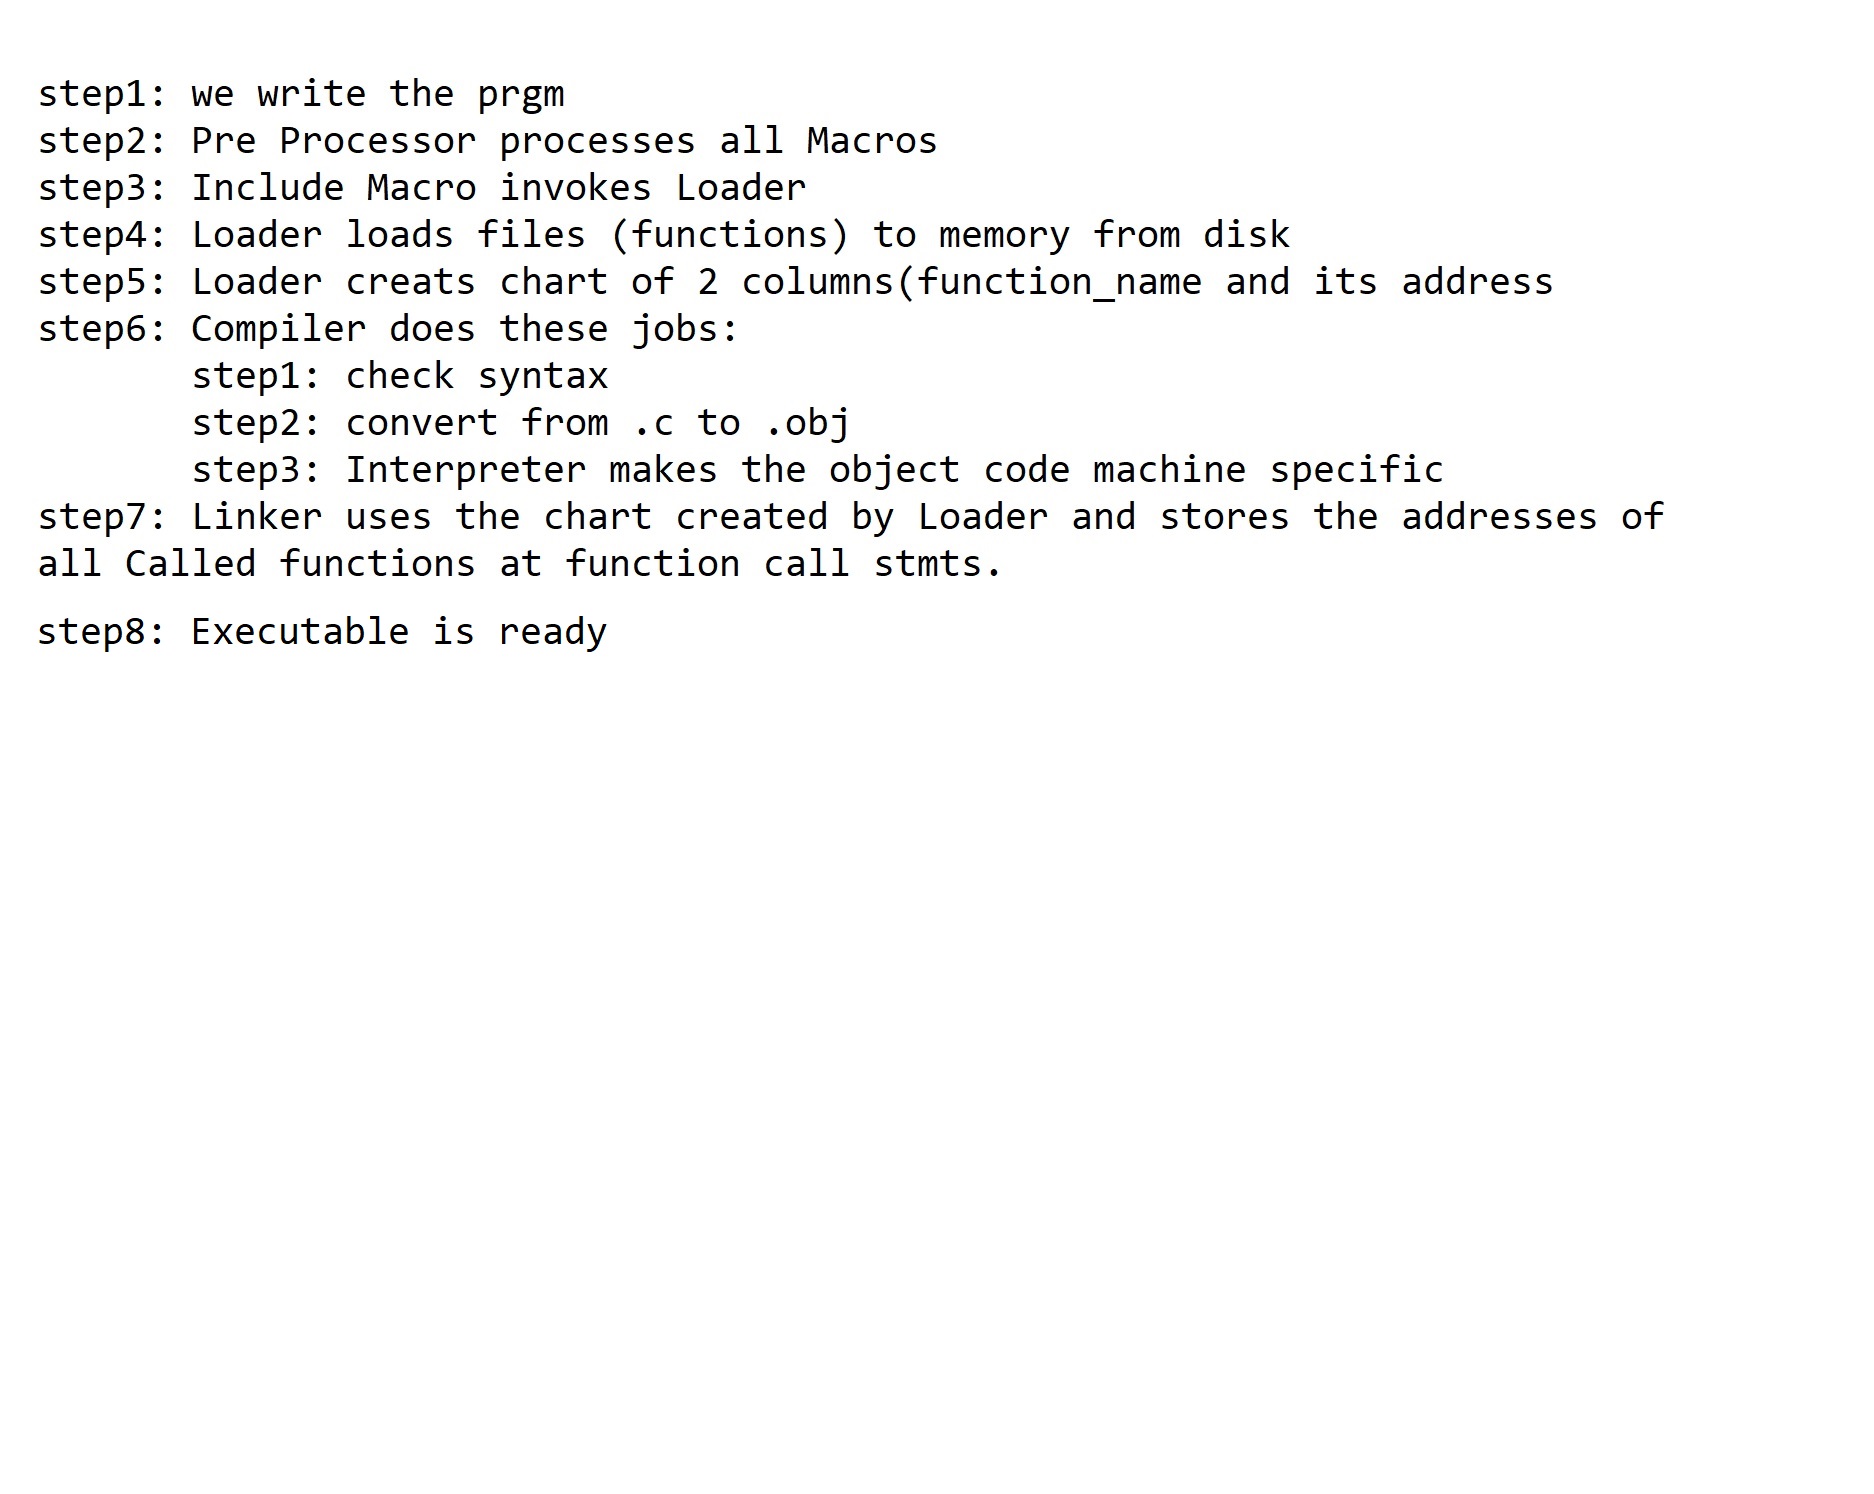 step1: we write the prgm
step2: Pre Processor processes all Macros
step3: Include Macro invokes Loader
step4: Loader loads files (functions) to memory from disk
step5: Loader creats chart of 2 columns(function_name and its address
step6: Compiler does these jobs:
step1: check syntax
step2: convert from .c to .obj
step3: Interpreter makes the object code machine specific
step7: Linker uses the chart created by Loader and stores the addresses of
all Called functions at function call stmts.
step8: Executable is ready